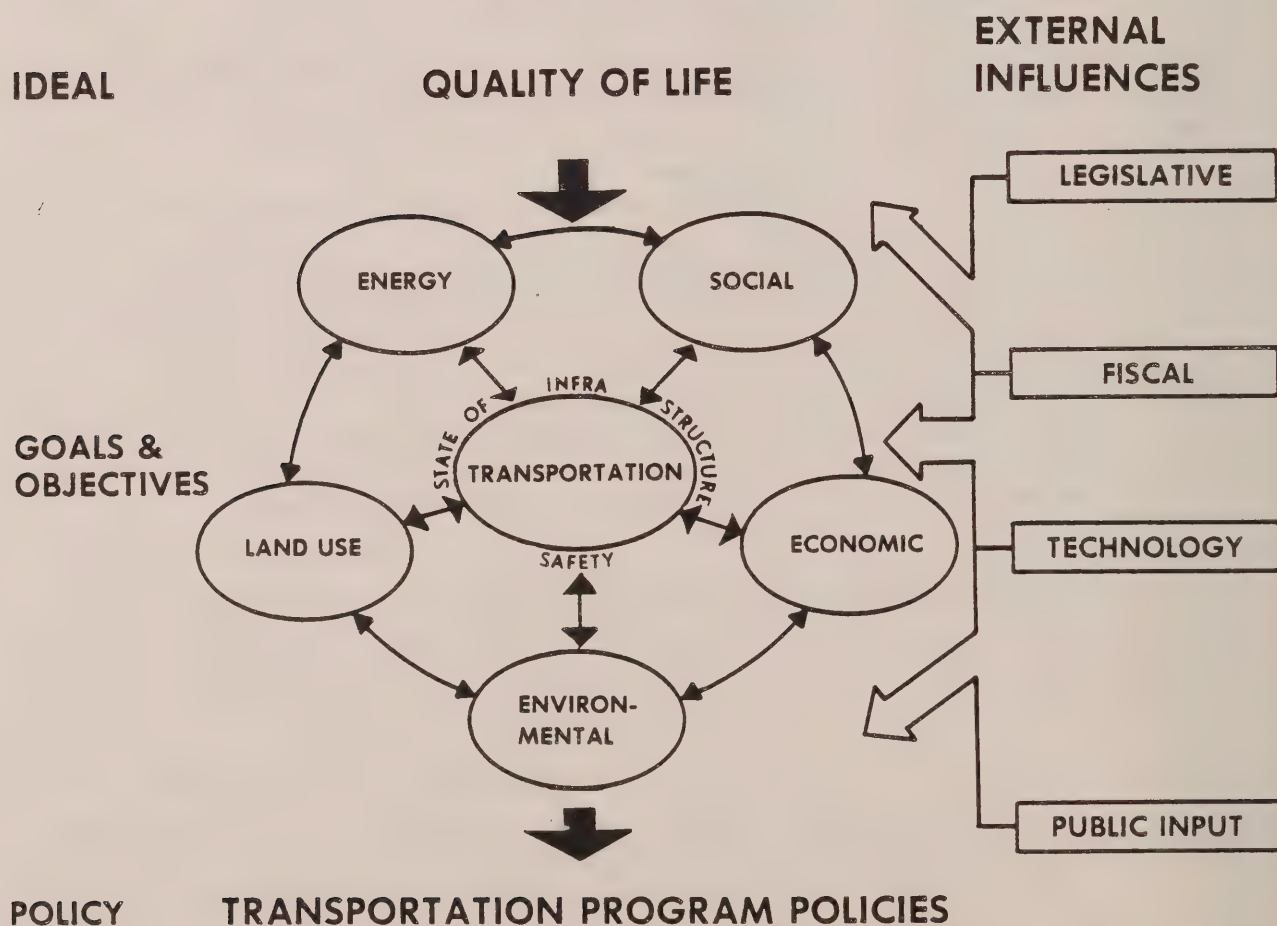 IDEAL
QUALITY OF LIFE
EXTERNAL
INFLUENCES
LEGISLATIVE
ENERGY
SOCIAL
FISCAL
STATE OF INFRA STRUCTURE
GOALS &
OBJECTIVES
TRANSPORTATION
LAND USE
ECONOMIC
TECHNOLOGY
SAFETY
ENVIRON-
MENTAL
PUBLIC INPUT
POLICY
TRANSPORTATION PROGRAM POLICIES